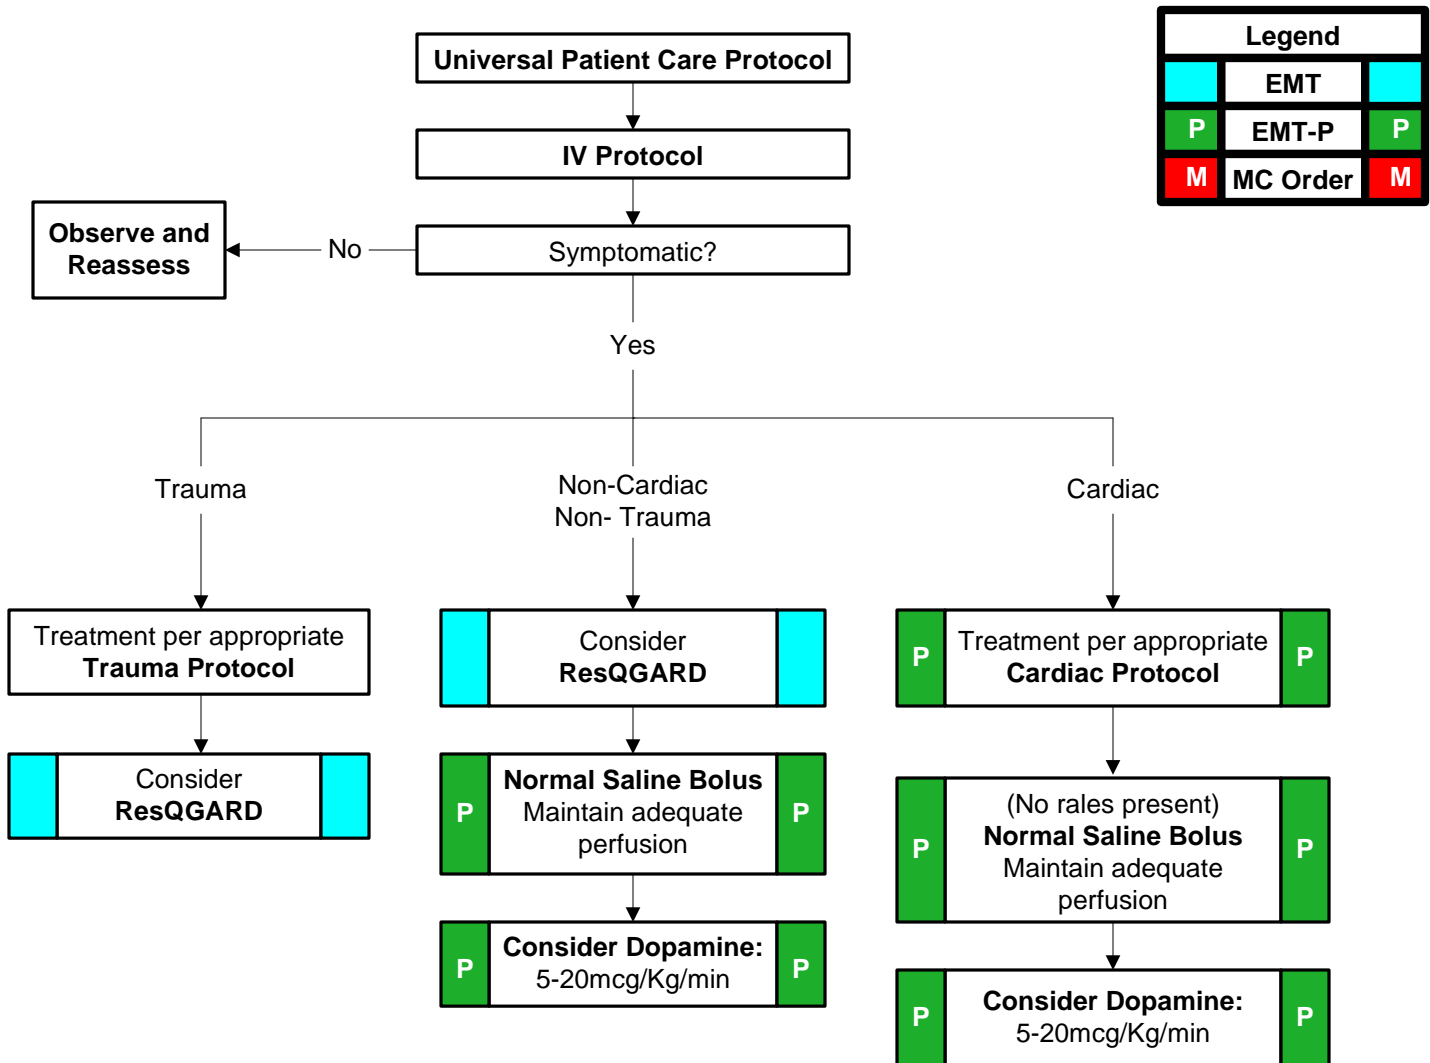 Universal Patient Care Protocol
Legend
EMT
P EMT-P P
M MC Order M
IV Protocol
Observe and
Reassess
No
Symptomatic?
Yes
Trauma
Non-Cardiac
Non- Trauma
Cardiac
Treatment per appropriate
Trauma Protocol
Consider
ResQGARD
Consider
ResQGARD
P Normal Saline Bolus P
Maintain adequate
perfusion
P Consider Dopamine: P
5-20mcg/Kg/min
P Treatment per appropriate P
Cardiac Protocol
(No rales present)
P Normal Saline Bolus P
Maintain adequate
perfusion
P Consider Dopamine: P
5-20mcg/Kg/min